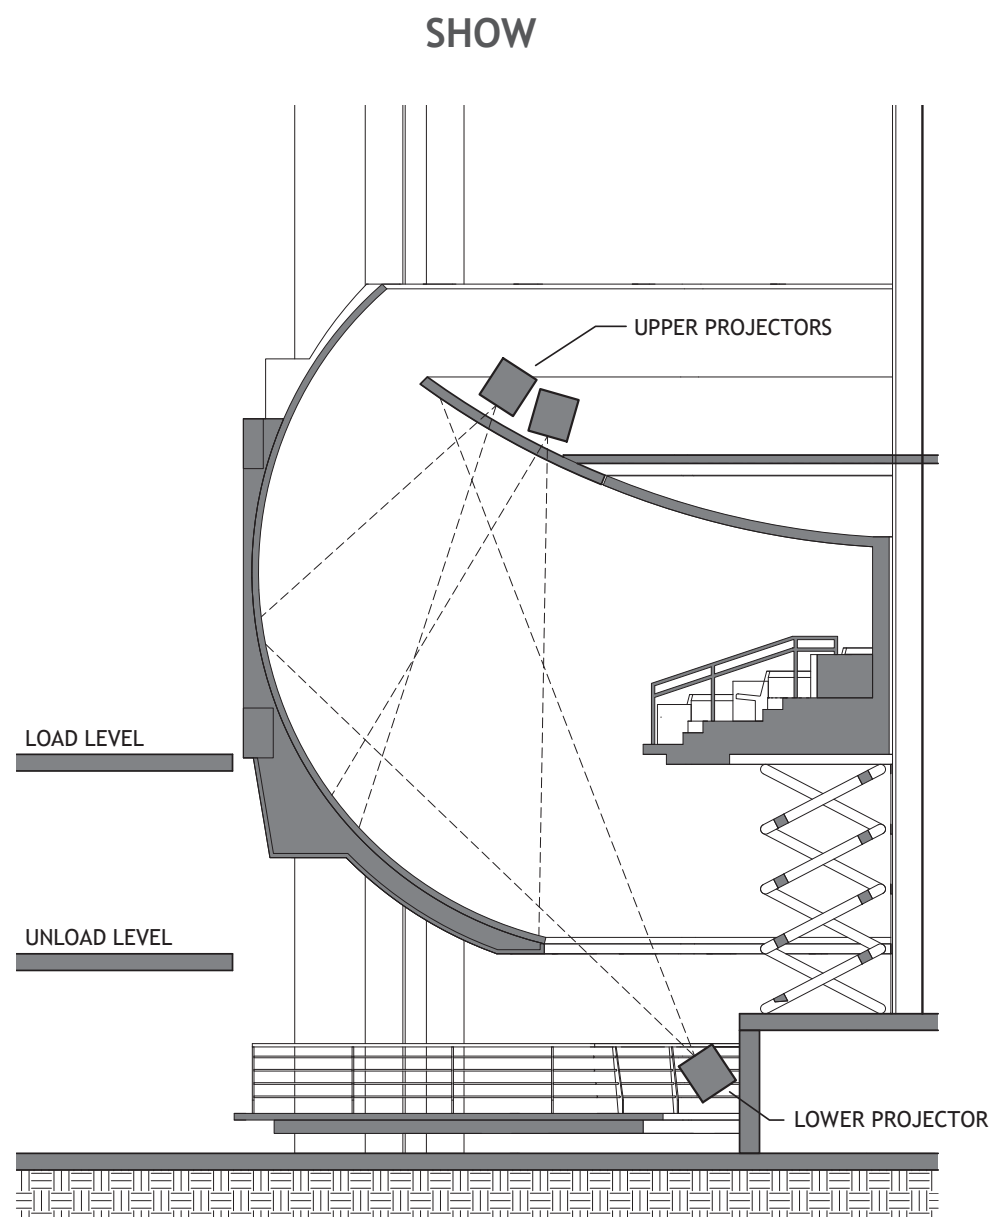 SHOW
UPPER PROJECTORS
LOAD LEVEL
UNLOAD LEVEL
LOWER PROJECTOR